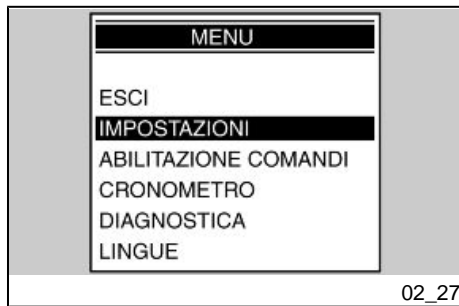 MENU
ESCI
IMPOSTAZIONI
ABILITAZIONE COMANDI
CRONOMETRO
DIAGNOSTICA
LINGUE
02_27